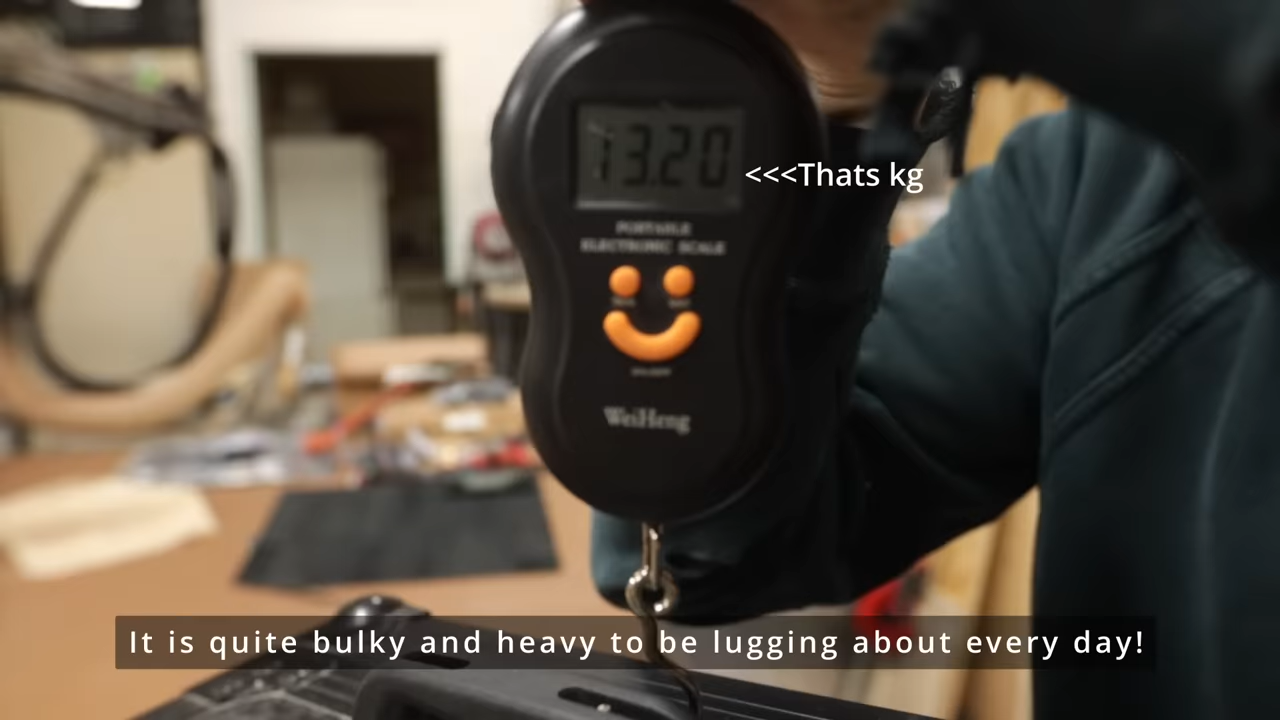 13.20
<<<Thats kg
PORTABLE
ELECTRONIC SCALE
WeiHeng
It is quite bulky and heavy to be lugging about every day!